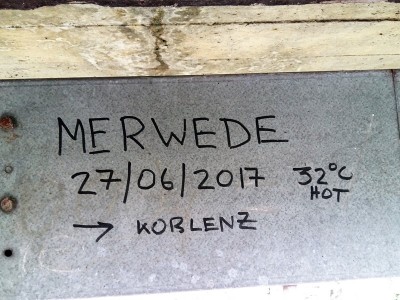 MERWEDE
27/06/2017 32°C
HOT
→ KOBLENZ